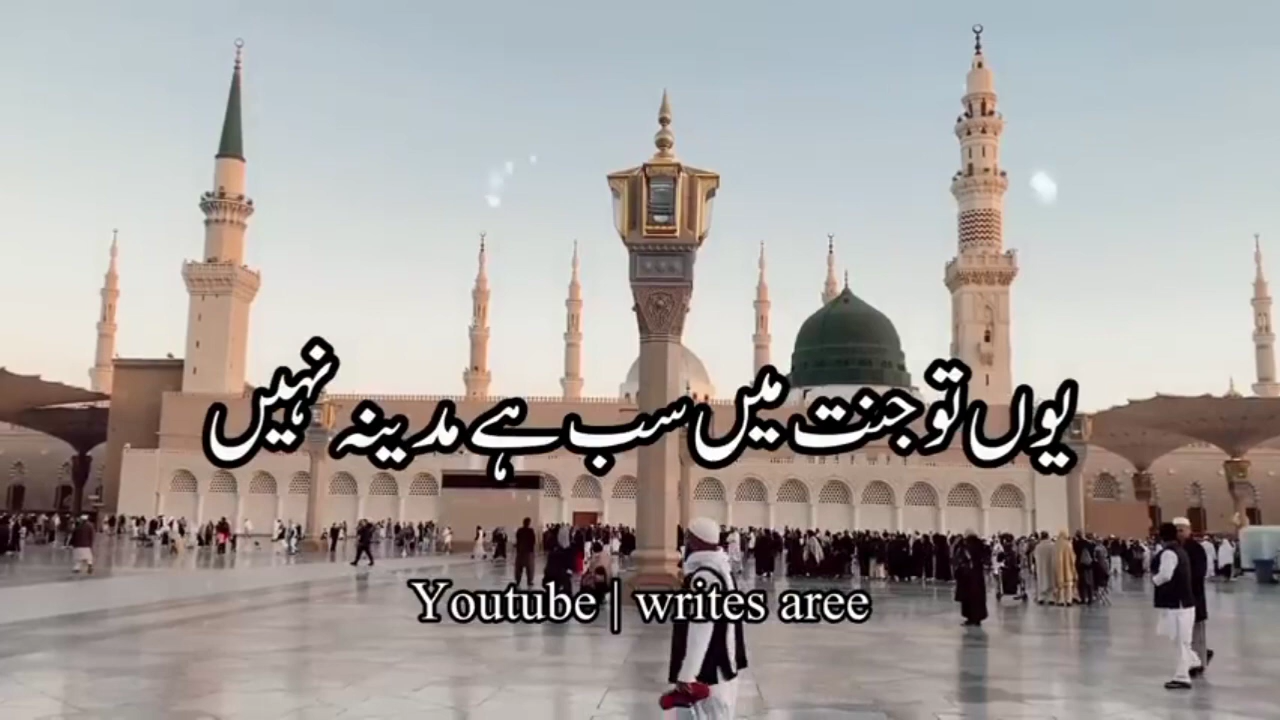 یوں تو جنت میں سب ہے مدینہ نہیں
Youtube | writes aree